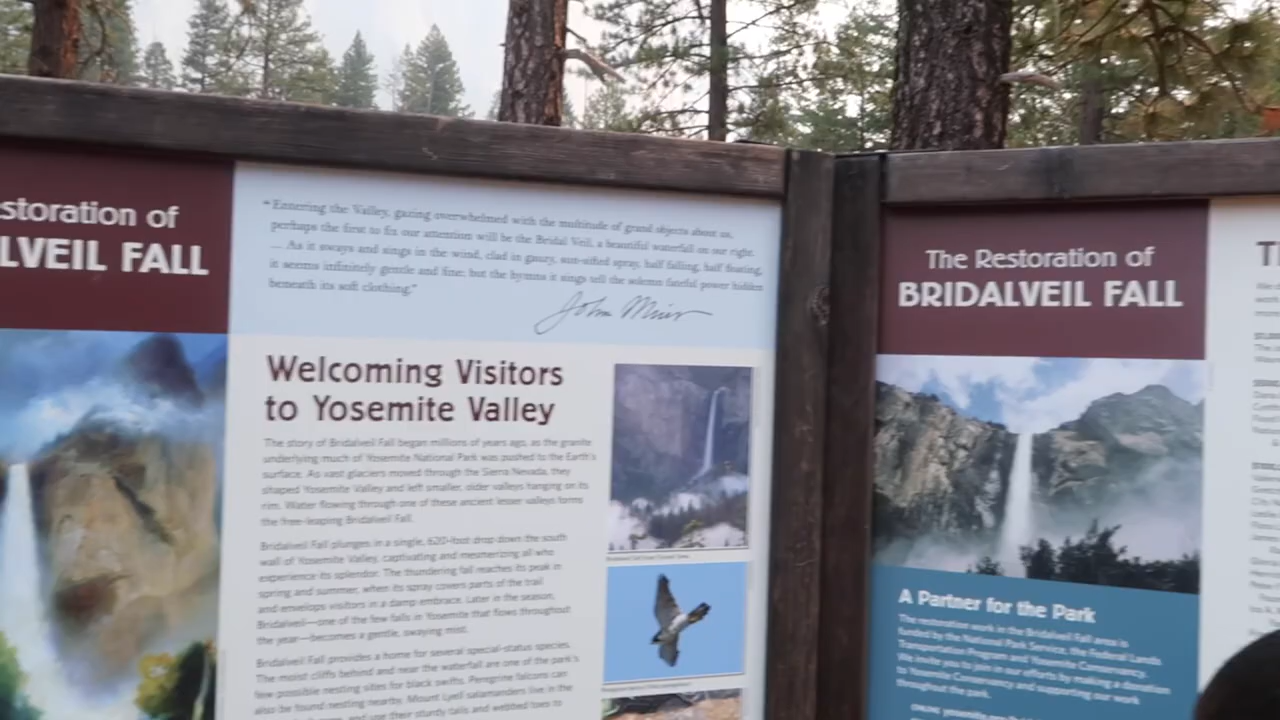 storation of
LVEIL FALL
"Entering the Valley, gazing overwhelmed with the multitude of grand objects about us,
perhaps the first to fix our attention will be the Bridal Veil, a beautiful waterfall on our right.
... As it sways and sings in the wind, clad in gauzy, sun-sifted spray, half falling, half floating,
it seems infinitely gentle and fine; but the hymns it sings tell the solemn fateful power hidden
beneath its soft clothing."
John Muir
Welcoming Visitors
to Yosemite Valley
The story of Bridalveil Fall began millions of years ago, as the granite
underlying much of Yosemite National Park was pushed to the Earth's
surface. As vast glaciers moved through the Sierra Nevada, they
shaped Yosemite Valley and left smaller, older valleys hanging on its
rim. Water flowing through one of these ancient lesser valleys forms
the free-leaping Bridalveil Fall.
Bridalveil Fall plunges in a single, 620-foot drop down the south
wall of Yosemite Valley, captivating and mesmerizing all who
experience its splendor. The thundering fall reaches its peak in
spring and summer, when its spray covers parts of the trail
and envelops visitors in a damp embrace. Later in the season,
Bridalveil—one of the few falls in Yosemite that flows throughout
the year—becomes a gentle, swaying mist.
Bridalveil Fall provides a home for several special-status species.
The moist cliffs behind and near the waterfall are one of the park's
few possible nesting sites for black swifts. Peregrine falcons can
also be found nesting nearby. Mount Lyell salamanders live in the
and use their sturdy tails and webbed toes to
The Restoration of
BRIDALVEIL FALL
A Partner for the Park
The restoration work in the Bridalveil Fall area is
funded by the National Park Service, the Federal Lands
Transportation Program and Yosemite Conservancy.
We invite you to join in our efforts by making a donation
to Yosemite Conservancy and supporting our work
throughout the park.